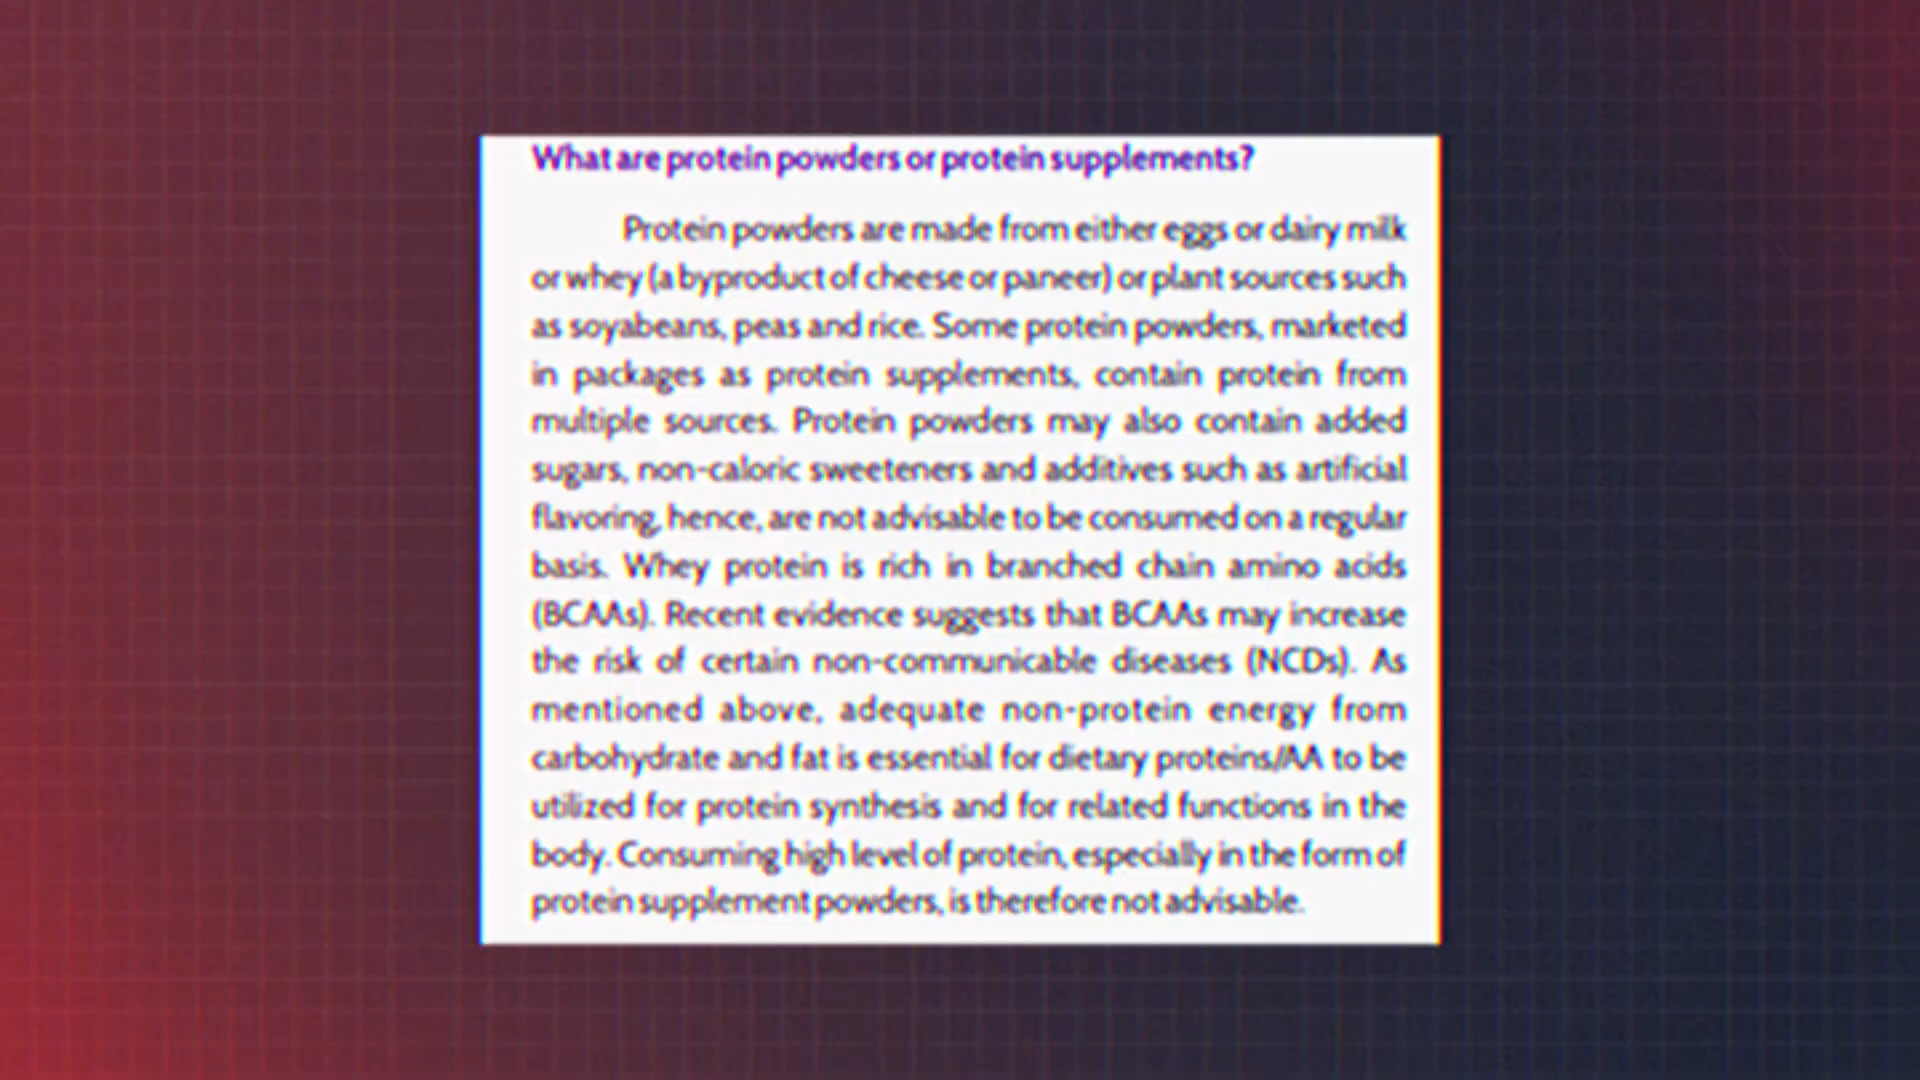 What are protein powders or protein supplements?
Protein powders are made from either eggs or dairy milk
or whey (a byproduct of cheese or paneer) or plant sources such
as soyabeans, peas and rice. Some protein powders, marketed
in packages as protein supplements, contain protein from
multiple sources. Protein powders may also contain added
sugars, non-caloric sweeteners and additives such as artificial
flavoring, hence, are not advisable to be consumed on a regular
basis. Whey protein is rich in branched chain amino acids
(BCAAs). Recent evidence suggests that BCAAs may increase
the risk of certain non-communicable diseases (NCDs). As
mentioned above, adequate non-protein energy from
carbohydrate and fat is essential for dietary proteins/AA to be
utilized for protein synthesis and for related functions in the
body. Consuming high level of protein, especially in the form of
protein supplement powders, is therefore not advisable.